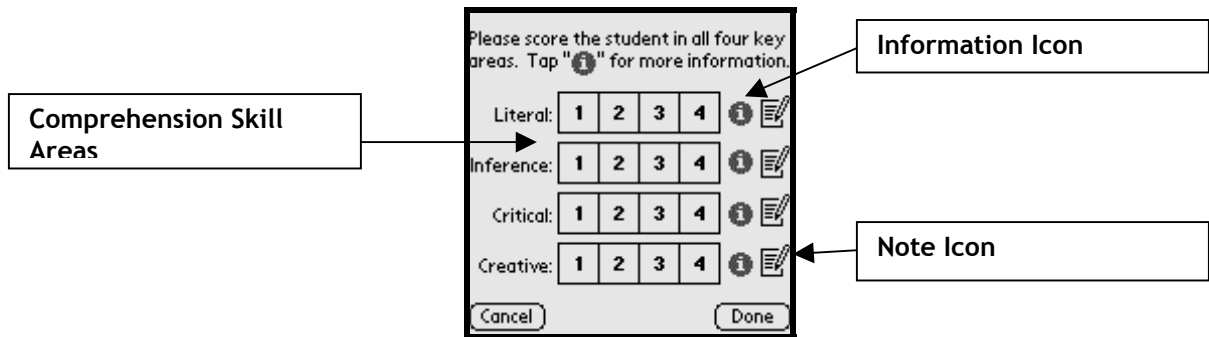 Please score the student in all four key
areas. Tap "i" for more information.
Information Icon
Comprehension Skill
Areas
Literal: 1 2 3 4 i
Inference: 1 2 3 4 i
Critical: 1 2 3 4 i
Creative: 1 2 3 4 i
Note Icon
Cancel Done